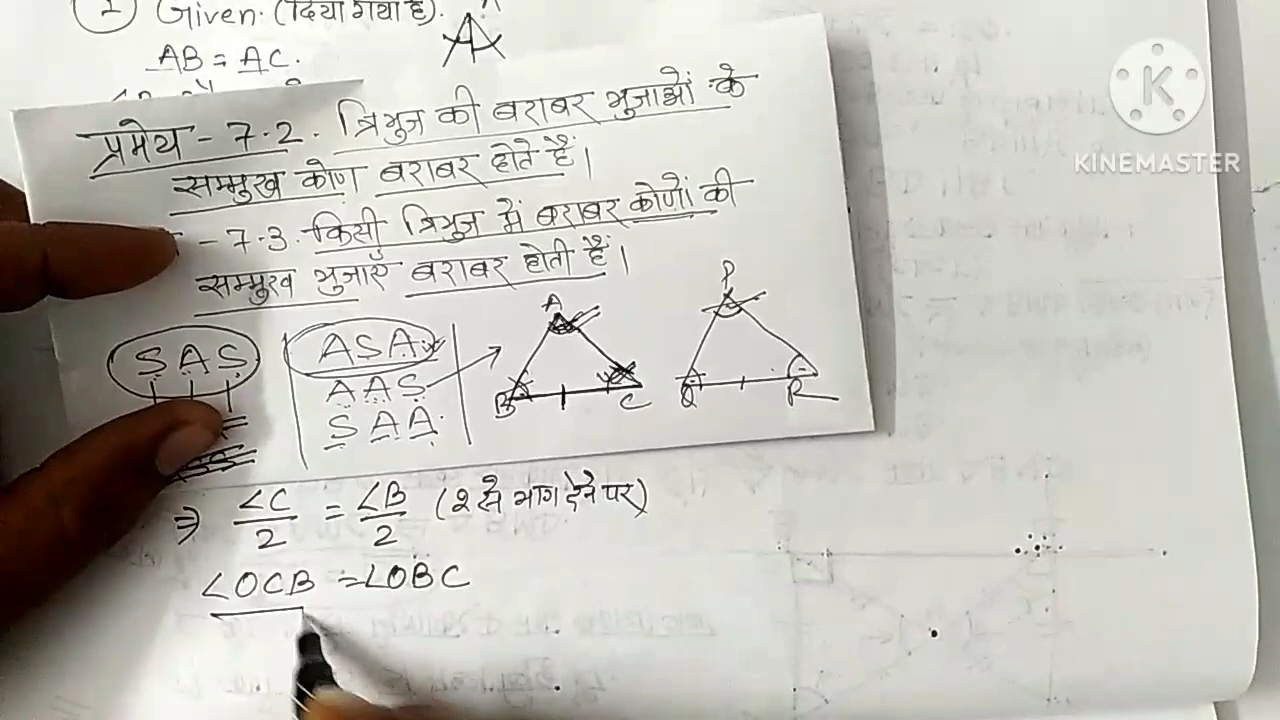 1 Given. (दिया गया है).
AB = AC.
A
प्रमेय - 7.2. त्रिभुज की बराबर भुजाओं के
सम्मुख कोण बराबर होते हैं।
- 7.3. किसी त्रिभुज में बराबर कोणों की
सम्मुख भुजाएँ बराबर होती हैं।
SAS
ASA
AAS
SAA.
A
B
C
P
Q
R
⇒ ∠C/2 = ∠B/2 (2 से भाग देने पर)
∠OCB = ∠OBC
K
KINEMASTER